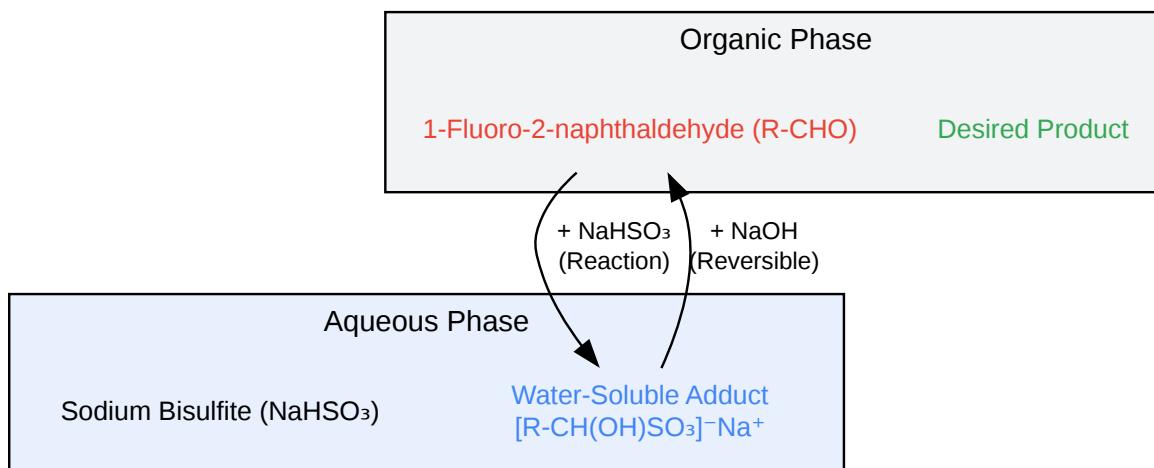 Organic Phase
1-Fluoro-2-naphthaldehyde (R-CHO)
Desired Product
+ NaHSO₃
(Reaction)
+ NaOH
(Reversible)
Aqueous Phase
Sodium Bisulfite (NaHSO₃)
Water-Soluble Adduct
[R-CH(OH)SO₃]⁻Na⁺